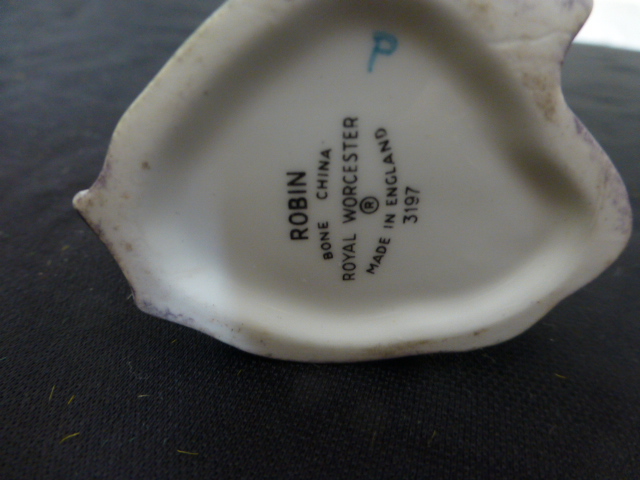 a
ROBIN
BONE CHINA
ROYAL WORCESTER
®
MADE IN ENGLAND
3197